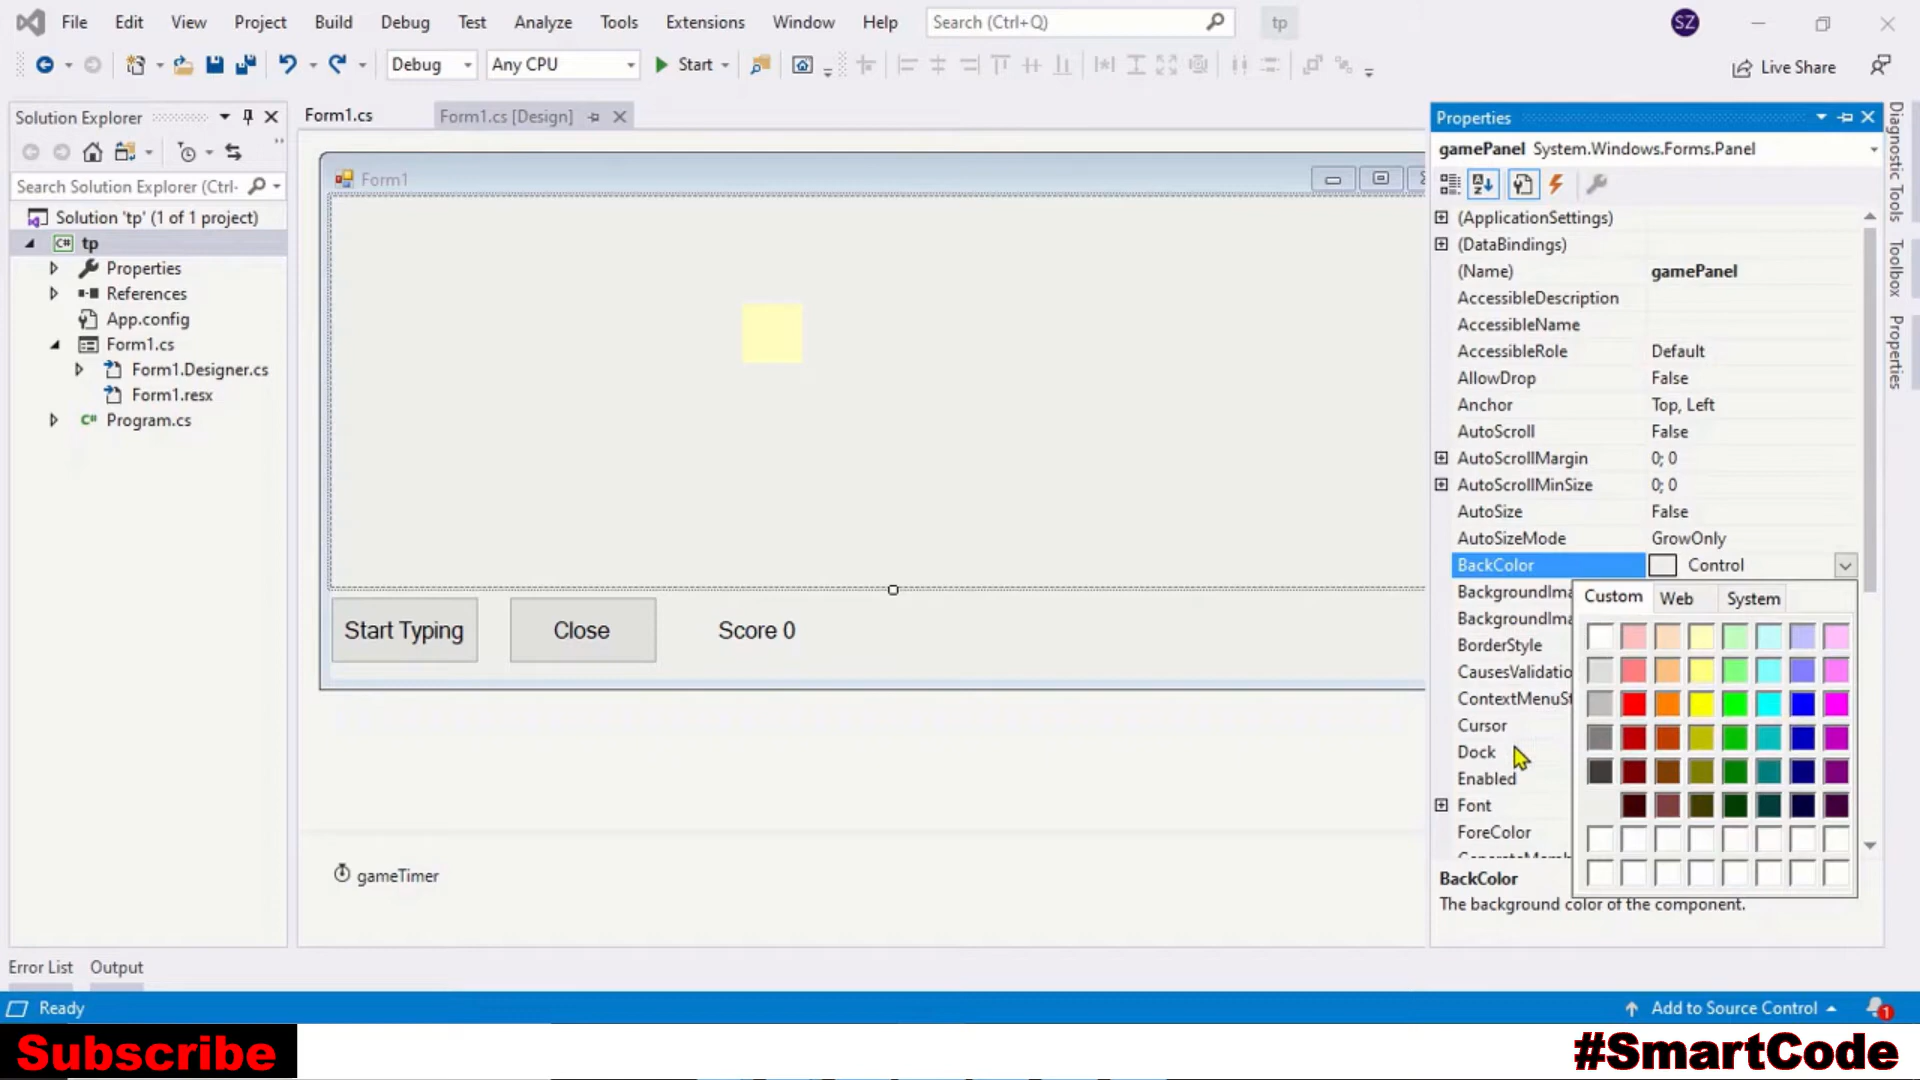 File Edit View Project Build Debug Test Analyze Tools Extensions Window Help Search (Ctrl+Q) tp SZ
Debug Any CPU Start Live Share
Solution Explorer
Search Solution Explorer (Ctrl-
Solution 'tp' (1 of 1 project)
C# tp
Properties
References
App.config
Form1.cs
Form1.Designer.cs
Form1.resx
C# Program.cs
Form1.cs Form1.cs [Design]
Form1
Start Typing Close Score 0
gameTimer
Properties
gamePanel System.Windows.Forms.Panel
(ApplicationSettings)
(DataBindings)
(Name) gamePanel
AccessibleDescription
AccessibleName
AccessibleRole Default
AllowDrop False
Anchor Top, Left
AutoScroll False
AutoScrollMargin 0; 0
AutoScrollMinSize 0; 0
AutoSize False
AutoSizeMode GrowOnly
BackColor Control
BackgroundIma
BackgroundIma
BorderStyle
CausesValidatio
ContextMenuSt
Cursor
Dock
Enabled
Font
ForeColor
Custom Web System
BackColor
The background color of the component.
Diagnostic Tools
Toolbox
Properties
Error List Output
Ready Add to Source Control 1
Subscribe #SmartCode